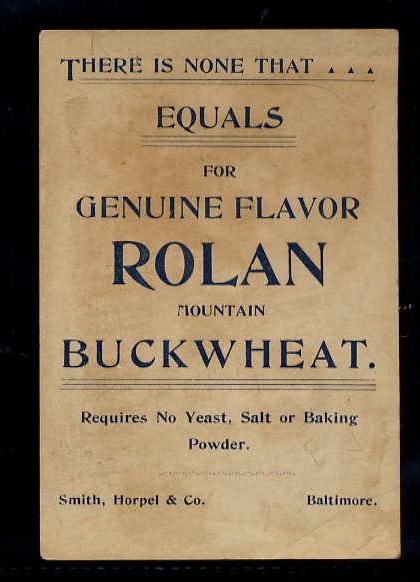 THERE IS NONE THAT . . .
EQUALS
FOR
GENUINE FLAVOR
ROLAN
MOUNTAIN
BUCKWHEAT.
Requires No Yeast, Salt or Baking
Powder.
Smith, Horpel & Co. Baltimore.